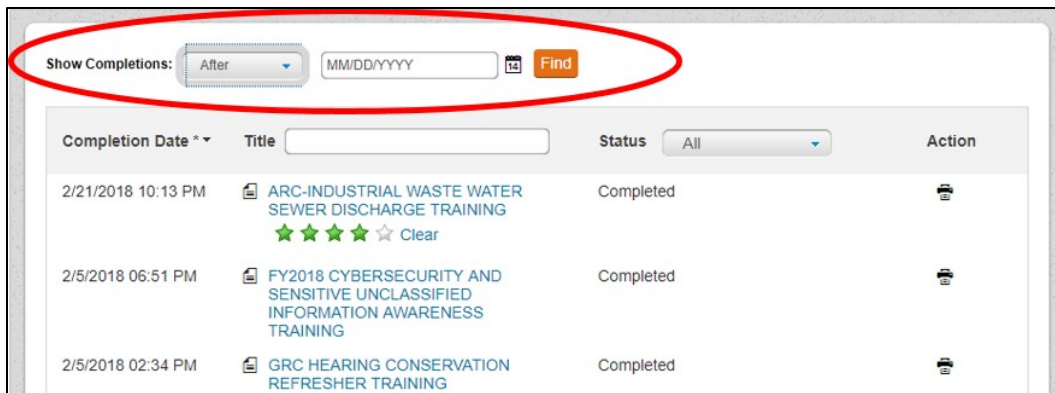 Show Completions: After MM/DD/YYYY 14 Find
Completion Date * Title Status All Action
2/21/2018 10:13 PM ARC-INDUSTRIAL WASTE WATER Completed
SEWER DISCHARGE TRAINING
Clear
2/5/2018 06:51 PM FY2018 CYBERSECURITY AND Completed
SENSITIVE UNCLASSIFIED
INFORMATION AWARENESS
TRAINING
2/5/2018 02:34 PM GRC HEARING CONSERVATION Completed
REFRESHER TRAINING